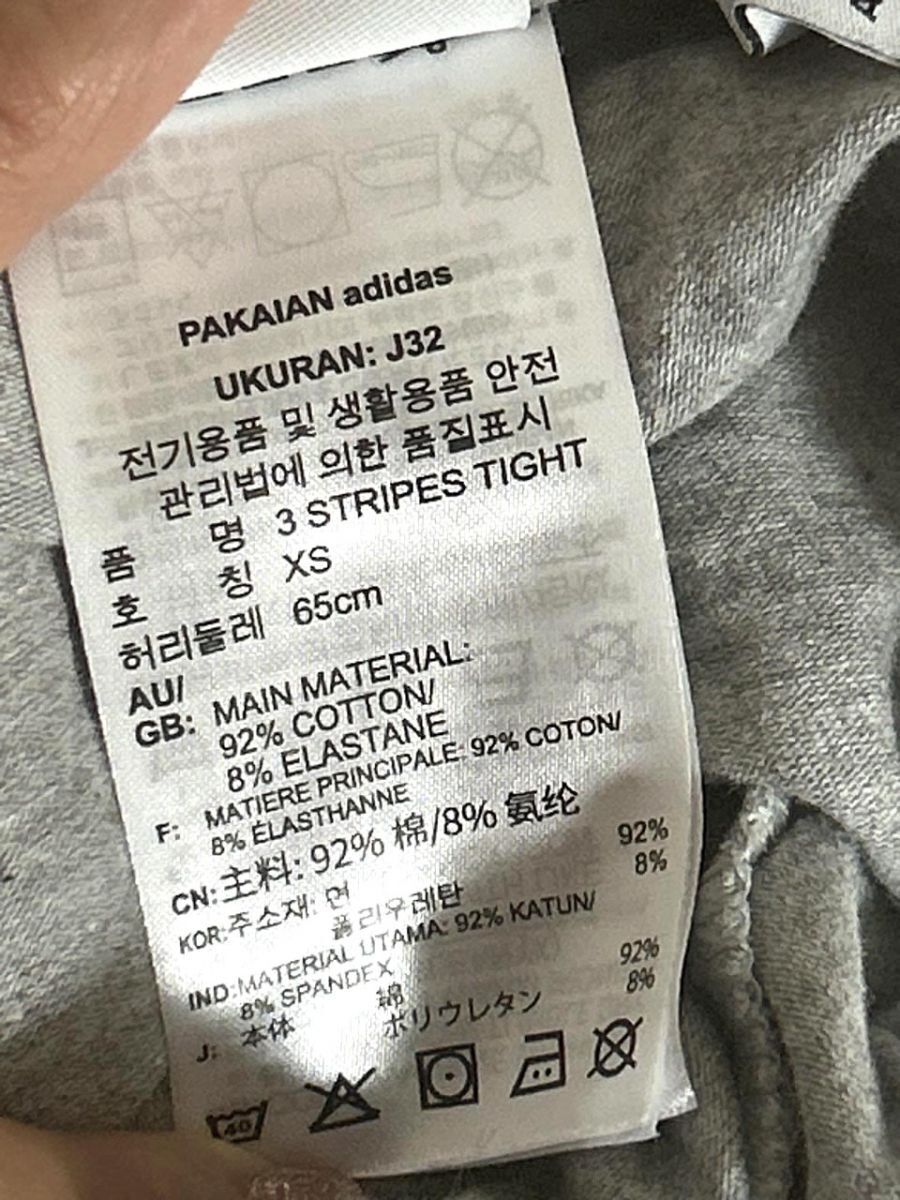 PAKAIAN adidas
UKURAN: J32
전기용품 및 생활용품 안전
관리법에 의한 품질표시
품 명 3 STRIPES TIGHT
호 칭 XS
허리둘레 65cm
AU/
GB: MAIN MATERIAL:
92% COTTON/
8% ELASTANE
F: MATIERE PRINCIPALE: 92% COTON/
8% ÉLASTHANNE
CN: 主料: 92% 棉/8% 氨纶
KOR: 주소재: 면 92%
폴리우레탄 8%
IND: MATERIAL UTAMA: 92% KATUN/
8% SPANDEX
J: 本体 綿 92%
ポリウレタン 8%
40